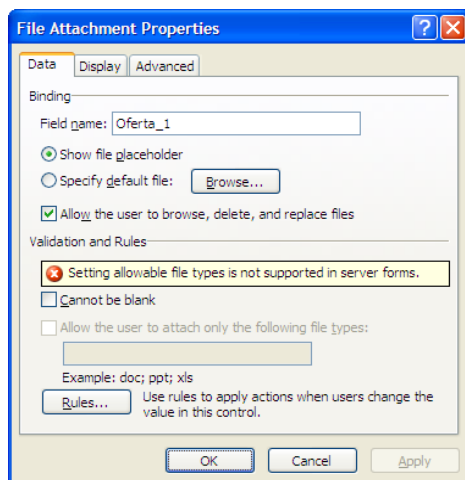 File Attachment Properties
Data Display Advanced
Binding
Field name: Oferta_1
Show file placeholder
Specify default file: Browse...
Allow the user to browse, delete, and replace files
Validation and Rules
Setting allowable file types is not supported in server forms.
Cannot be blank
Allow the user to attach only the following file types:
Example: doc; ppt; xls
Rules... Use rules to apply actions when users change the
value in this control.
OK Cancel Apply